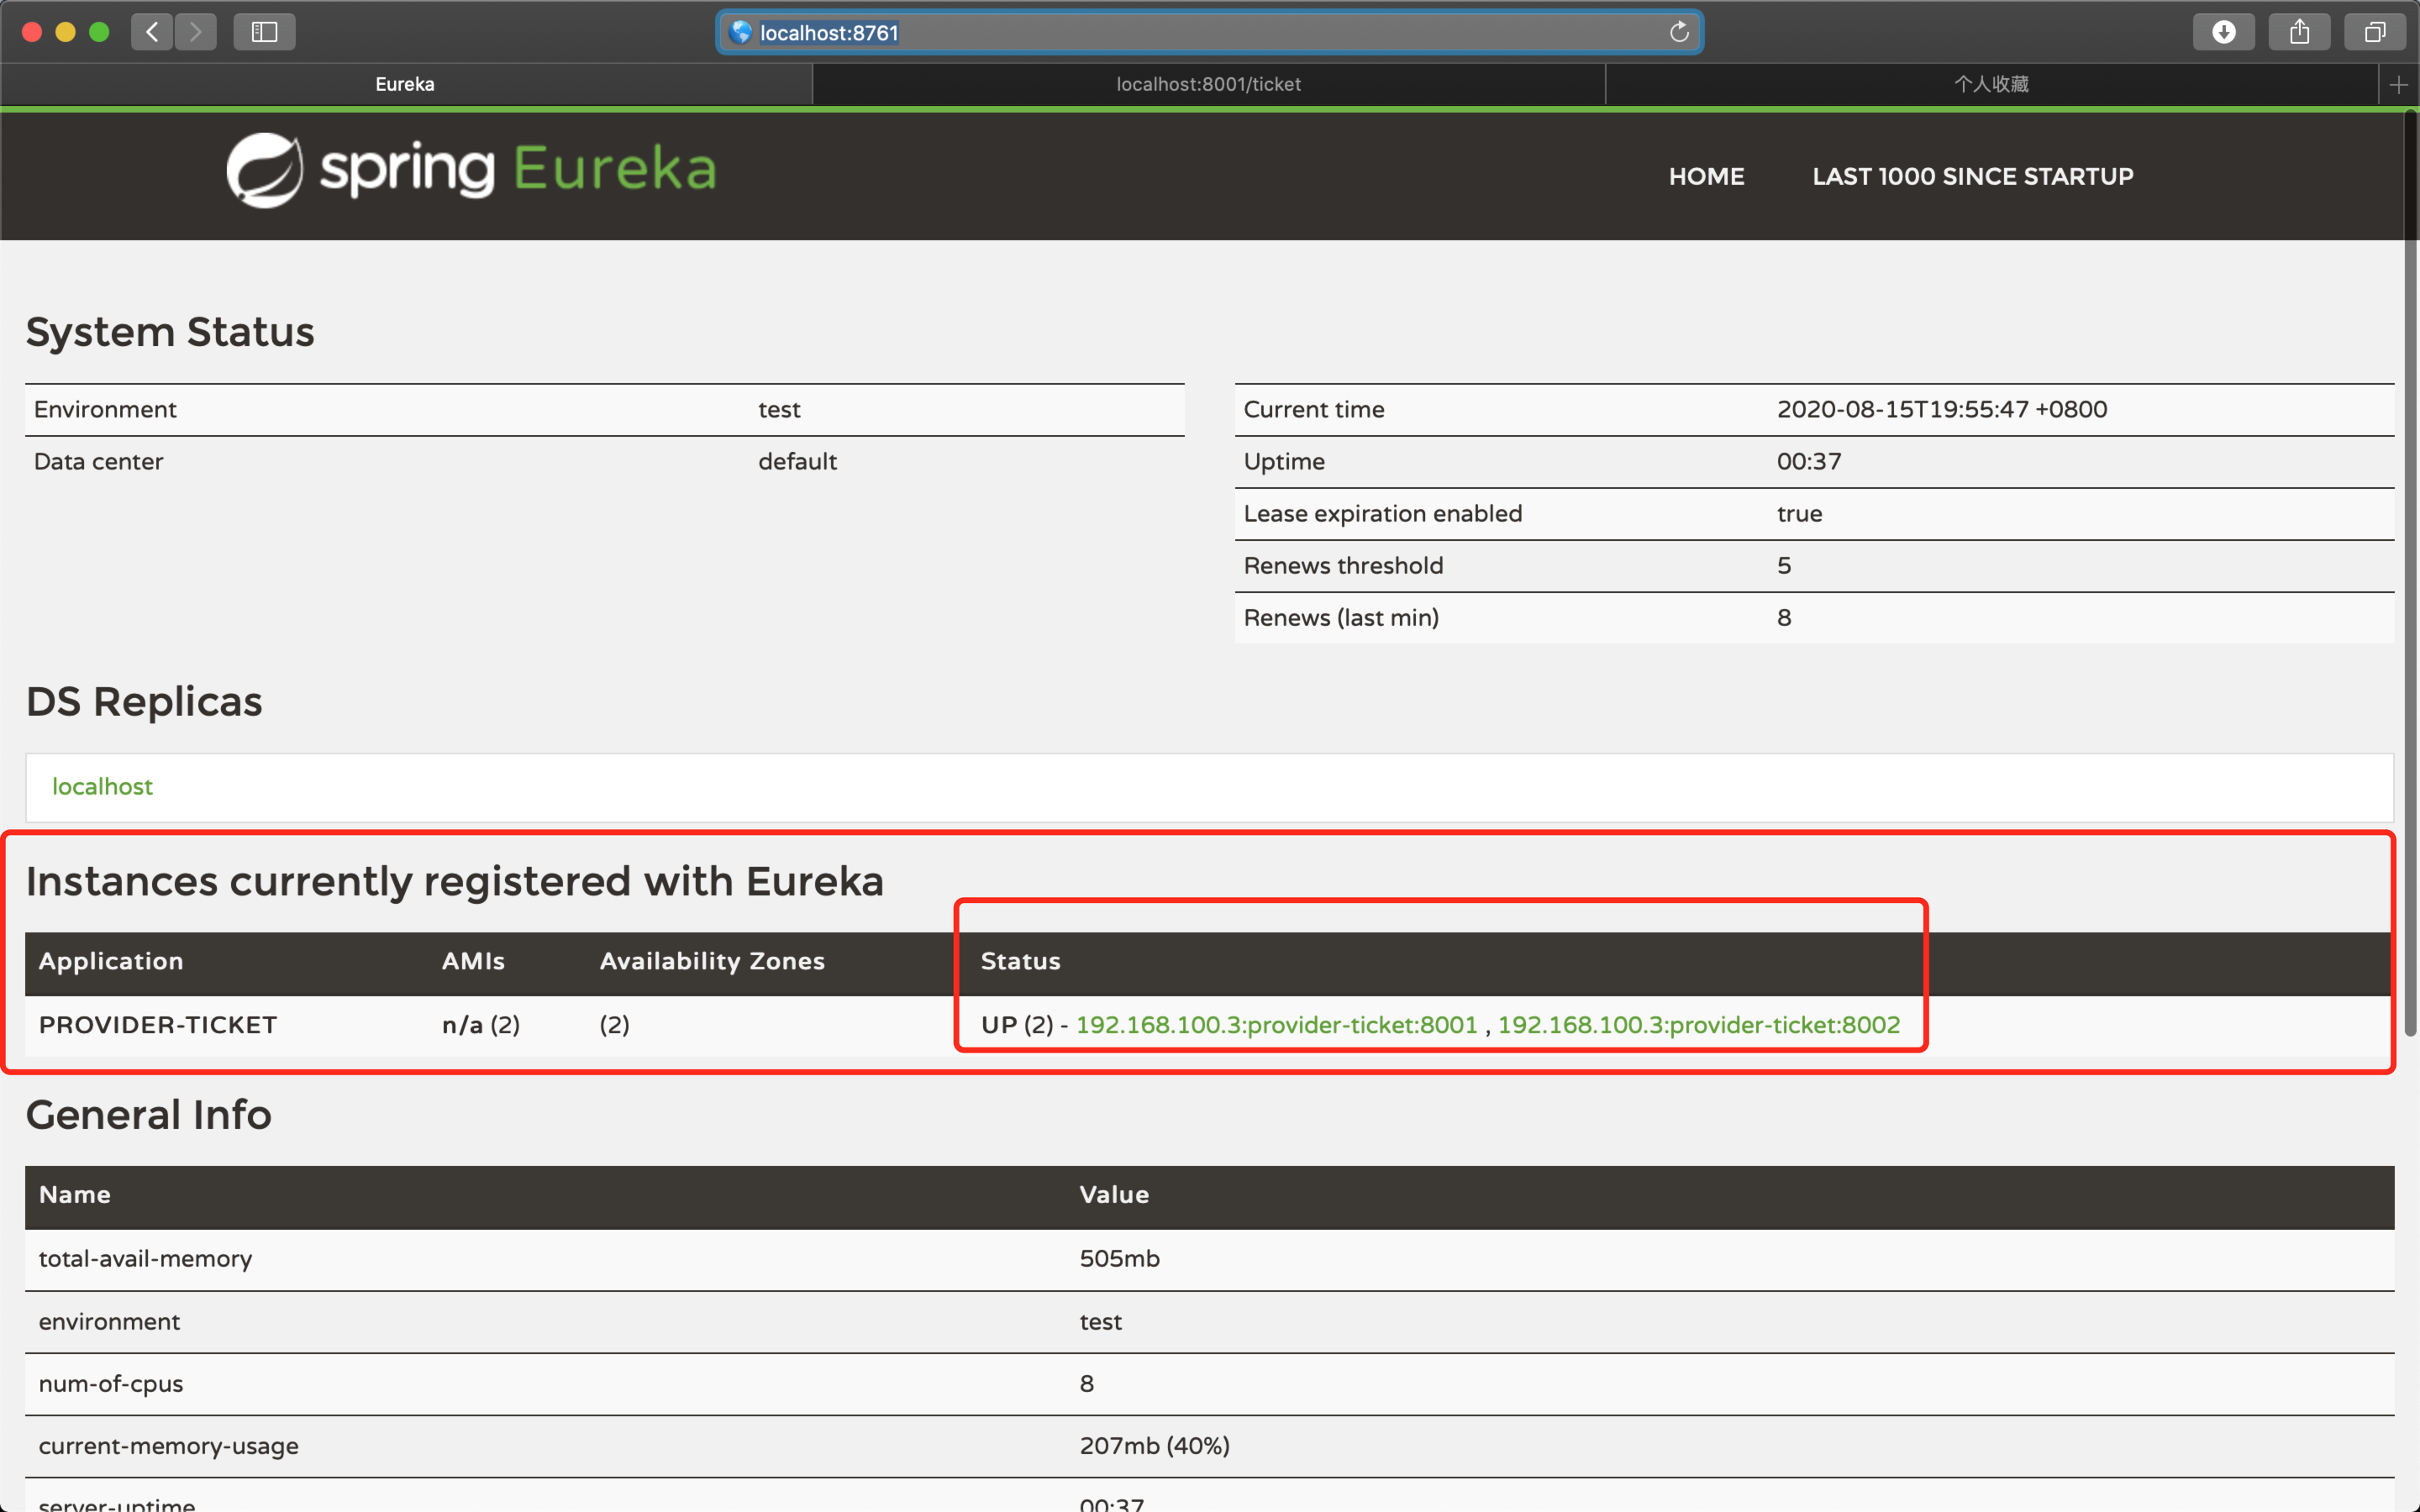 localhost:8761
Eureka
localhost:8001/ticket
个人收藏
spring Eureka
HOME LAST 1000 SINCE STARTUP
System Status
Environment test
Data center default
Current time 2020-08-15T19:55:47 +0800
Uptime 00:37
Lease expiration enabled true
Renews threshold 5
Renews (last min) 8
DS Replicas
localhost
Instances currently registered with Eureka
Application AMIs Availability Zones Status
PROVIDER-TICKET n/a (2) (2) UP (2) - 192.168.100.3:provider-ticket:8001 , 192.168.100.3:provider-ticket:8002
General Info
Name Value
total-avail-memory 505mb
environment test
num-of-cpus 8
current-memory-usage 207mb (40%)
server-uptime 00:37